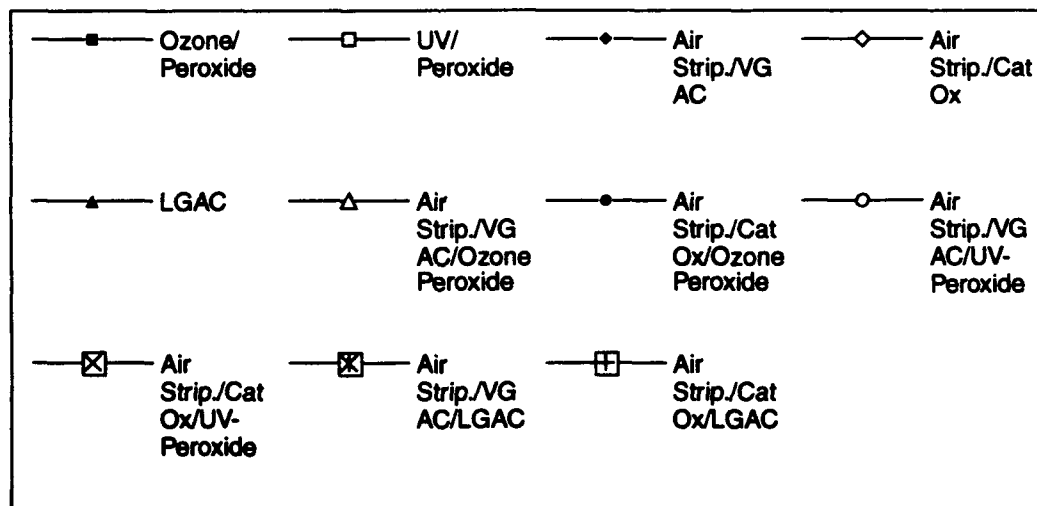 Ozone/
Peroxide
UV/
Peroxide
Air
Strip./VG
AC
Air
Strip./Cat
Ox
LGAC
Air
Strip./VG
AC/Ozone
Peroxide
Air
Strip./Cat
Ox/Ozone
Peroxide
Air
Strip./VG
AC/UV-
Peroxide
Air
Strip./Cat
Ox/UV-
Peroxide
Air
Strip./VG
AC/LGAC
Air
Strip./Cat
Ox/LGAC